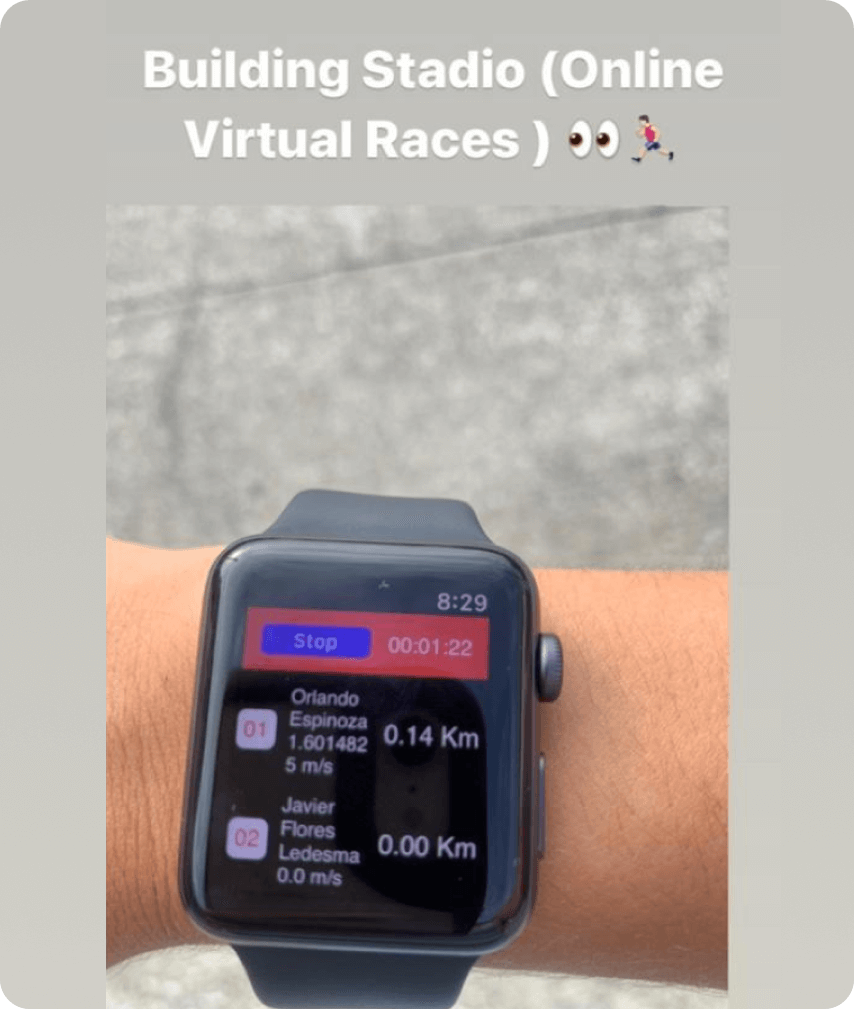 Building Stadio (Online
Virtual Races ) 👀🏃
8:29
Stop 00:01:22
01
Orlando
Espinoza
1.601482
5 m/s
0.14 Km
02
Javier
Flores
Ledesma
0.0 m/s
0.00 Km